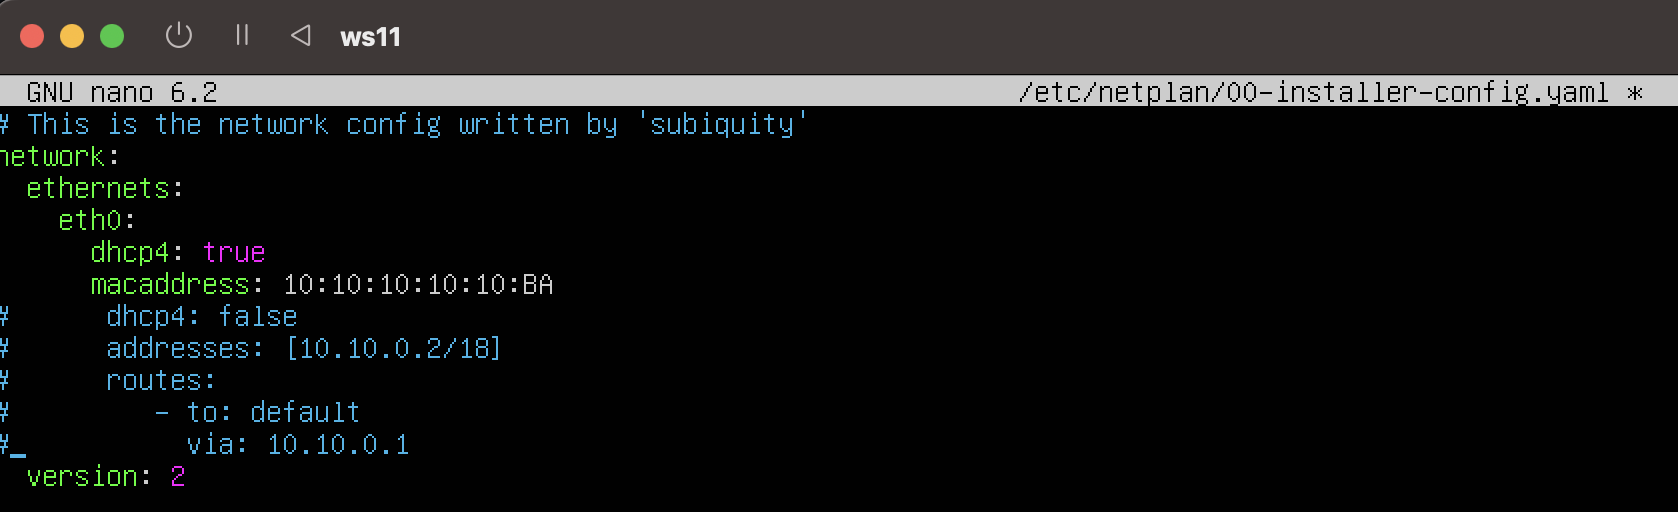 ws11
GNU nano 6.2 /etc/netplan/00-installer-config.yaml *
# This is the network config written by 'subiquity'
network:
  ethernets:
    eth0:
      dhcp4: true
      macaddress: 10:10:10:10:10:BA
#      dhcp4: false
#      addresses: [10.10.0.2/18]
#      routes:
#         - to: default
#           via: 10.10.0.1
  version: 2